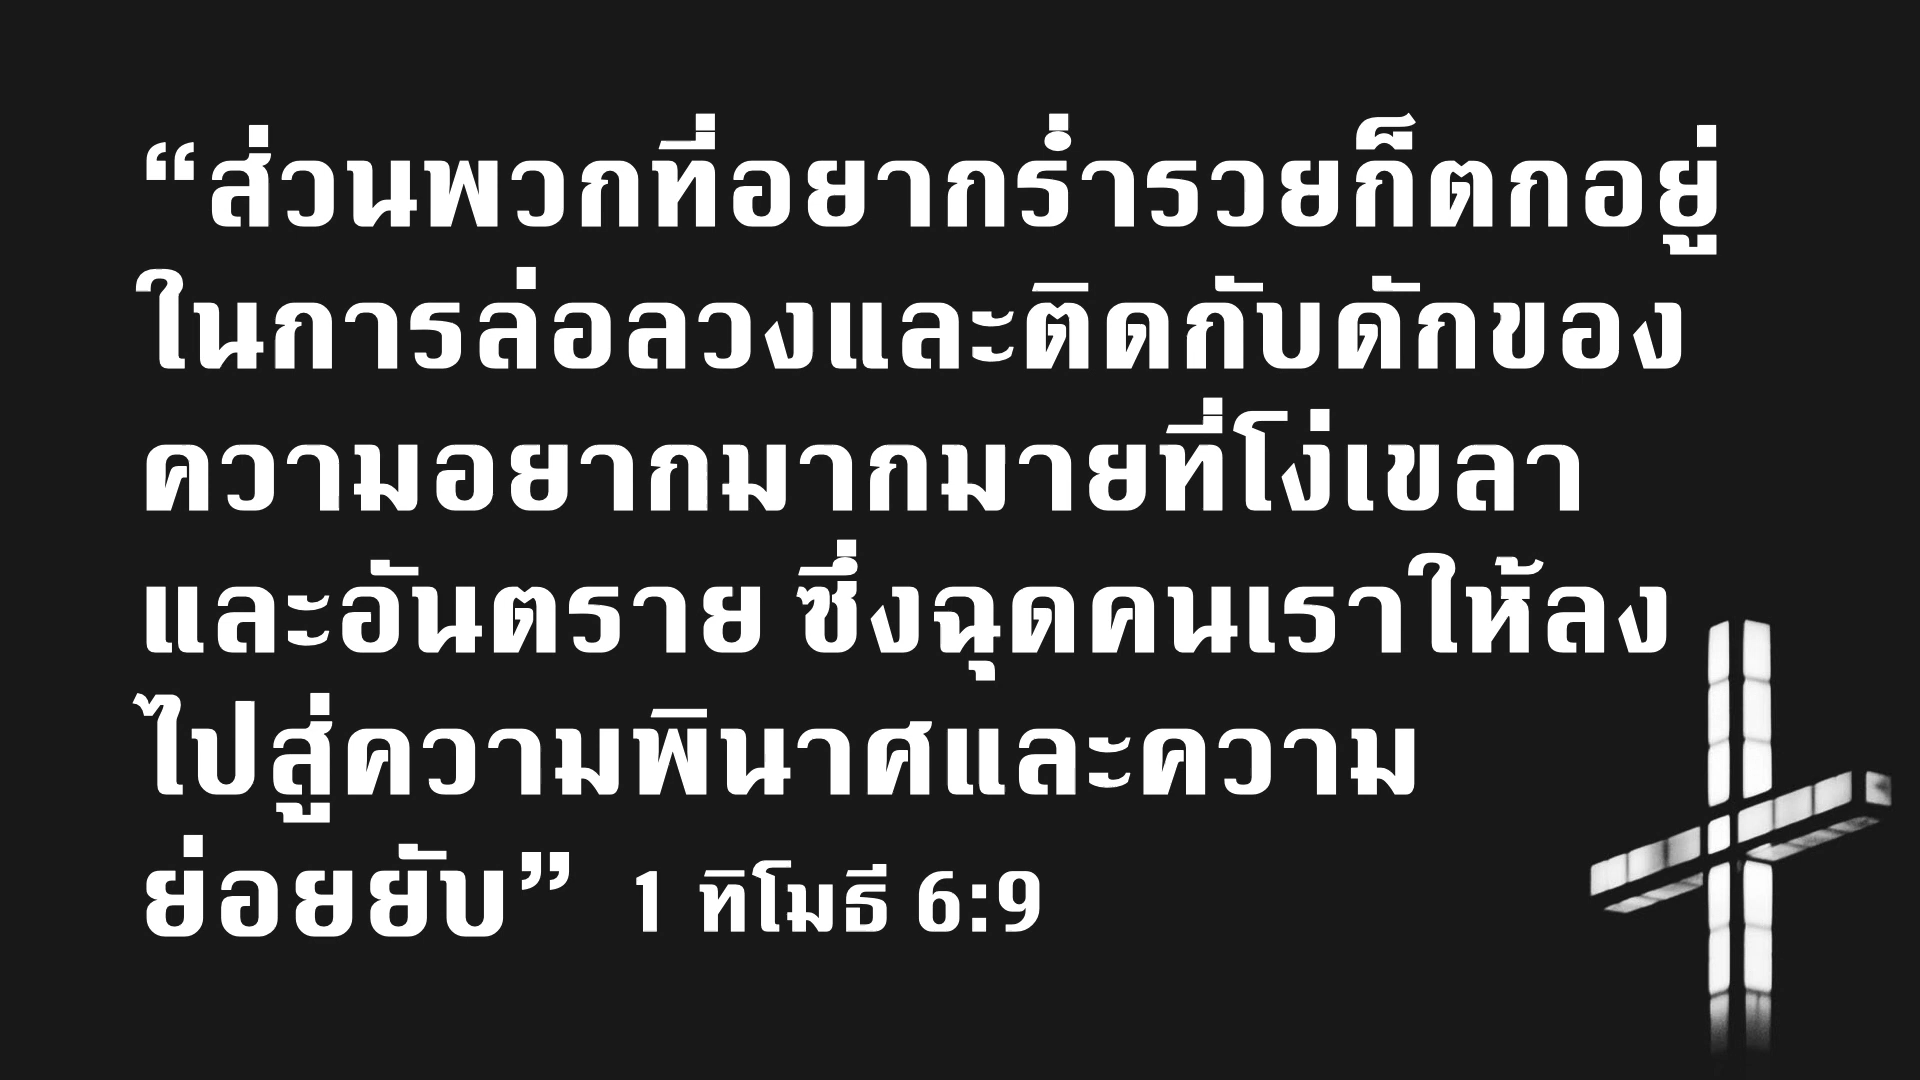 “ส่วนพวกที่อยากร่ำรวยก็ตกอยู่
ในการล่อลวงและติดกับดักของ
ความอยากมากมายที่โง่เขลา
และอันตราย ซึ่งฉุดคนเราให้ลง
ไปสู่ความพินาศและความ
ย่อยยับ” 1 ทิโมธี 6:9